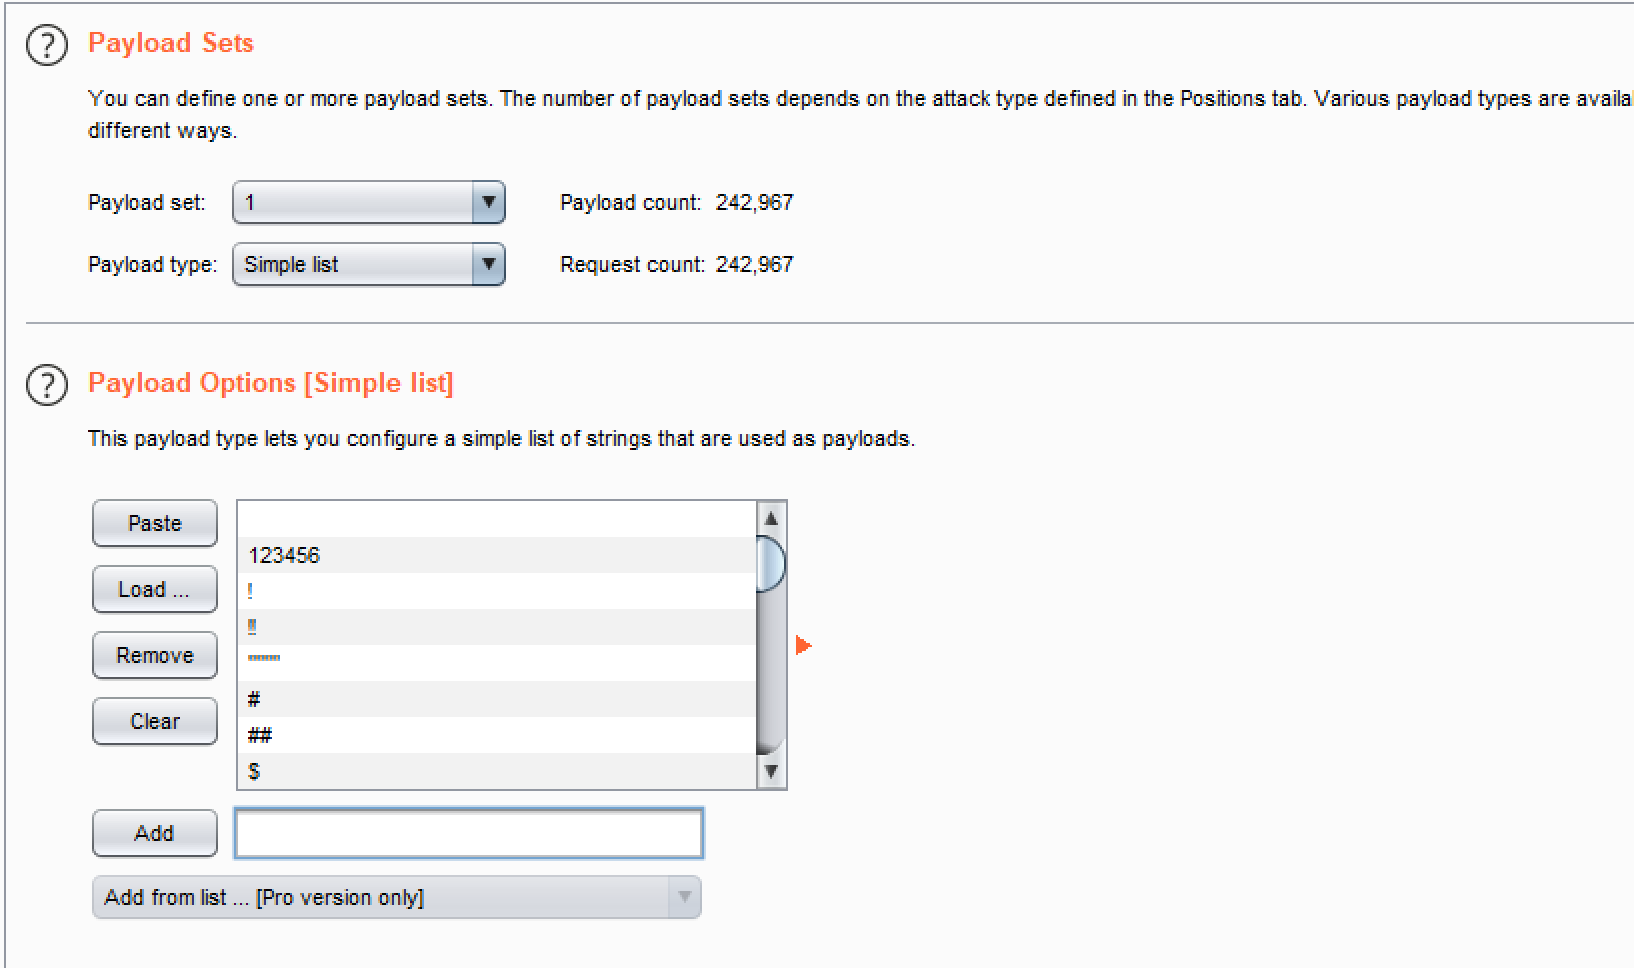 Payload Sets
You can define one or more payload sets. The number of payload sets depends on the attack type defined in the Positions tab. Various payload types are availa
different ways.
Payload set: 1 Payload count: 242,967
Payload type: Simple list Request count: 242,967
Payload Options [Simple list]
This payload type lets you configure a simple list of strings that are used as payloads.
Paste
123456
Load ...
!
!!
Remove
#
Clear
##
$
Add
Add from list ... [Pro version only]